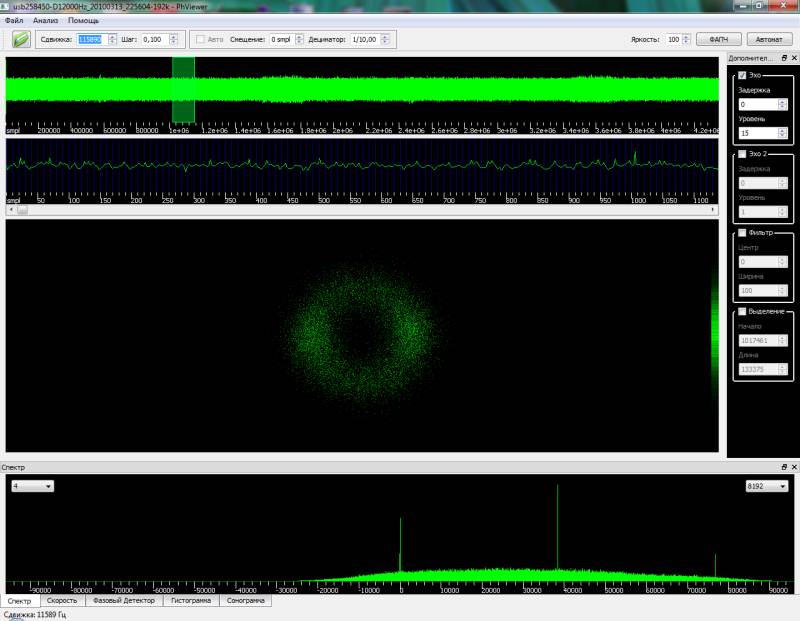 usb258450-D12000Hz_20100313_225604-192k - PhViewer
Файл Анализ Помощь
Сдвижка: 115890 Шаг: 0,100 Авто Смещение: 0 smpl Дециматор: 1/10,00 Яркость: 100 ФАПЧ Автомат
Дополнител...
Эхо
Задержка
0
Уровень
15
smpl 200000 400000 600000 800000 1e+06 1.2e+06 1.4e+06 1.6e+06 1.8e+06 2e+06 2.2e+06 2.4e+06 2.6e+06 2.8e+06 3e+06 3.2e+06 3.4e+06 3.6e+06 3.8e+06 4e+06 4.2e+06
Эхо 2
Задержка
0
Уровень
1
smpl 50 100 150 200 250 300 350 400 450 500 550 600 650 700 750 800 850 900 950 1000 1050 1100
Фильтр
Центр
0
Ширина
100
Выделение
Начало
1017461
Длина
133375
Спектр
4 8192
-90000 -80000 -70000 -60000 -50000 -40000 -30000 -20000 -10000 0 10000 20000 30000 40000 50000 60000 70000 80000 90000
Спектр Скорость Фазовый Детектор Гистограмма Сонограмма
Сдвижка: 11589 Гц